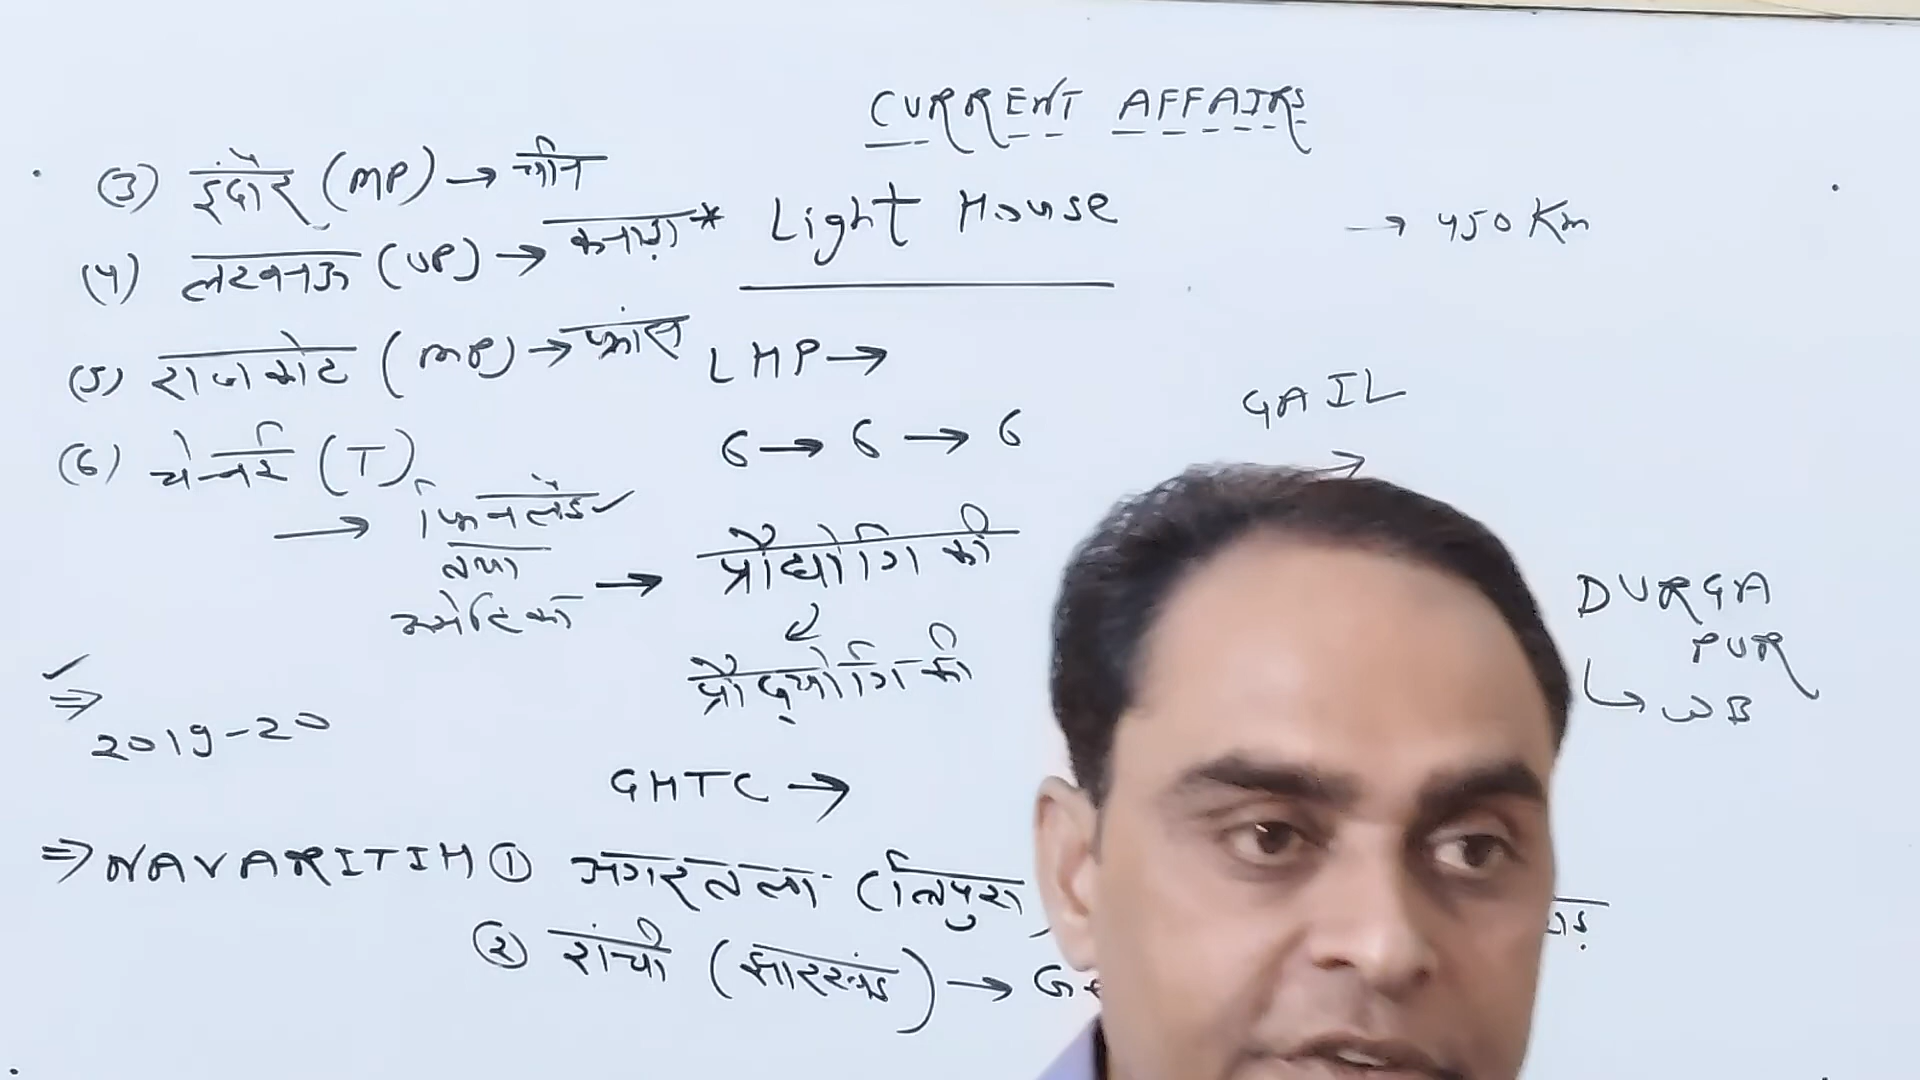 CURRENT AFFAIRS
(3) इंदौर (MP) → चीन
(4) लखनऊ (UP) → कनाड़ा *
(5) राजकोट (MP) → फ्रांस
(6) चेन्नई (T)
→ फिनलैंड ✓
तथा
अमेरिका →
⇒ 2019-20
Light House
LHP →
6 → 6 → 6
प्रौद्योगिकी
प्रौद्‌योगिकी
GHTC →
⇒ NAVARITIH ① अगरतला (त्रिपुरा
② रांची (झारखंड) → Ge
→ 450 Km
GAIL
→
DURGA
PUR
↳ WB